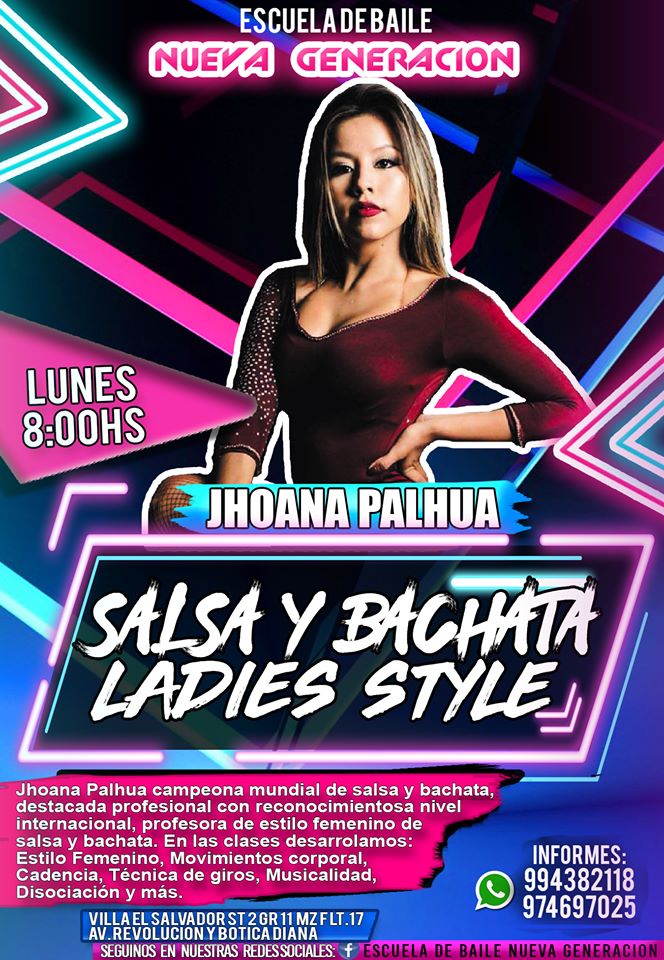 ESCUELA DE BAILE
NUEVA GENERACION
LUNES
8:00HS
JHOANA PALHUA
SALSA Y BACHATA
LADIES STYLE
Jhoana Palhua campeona mundial de salsa y bachata,
destacada profesional con reconocimientosa nivel
internacional, profesora de estilo femenino de
salsa y bachata. En las clases desarrolamos:
Estilo Femenino, Movimientos corporal,
Cadencia, Técnica de giros, Musicalidad,
Disociación y más.
INFORMES:
994382118
974697025
VILLA EL SALVADOR ST 2 GR 11 MZ F LT.17
AV. REVOLUCION Y BOTICA DIANA
SEGUINOS EN NUESTRAS REDES SOCIALES: f ESCUELA DE BAILE NUEVA GENERACION